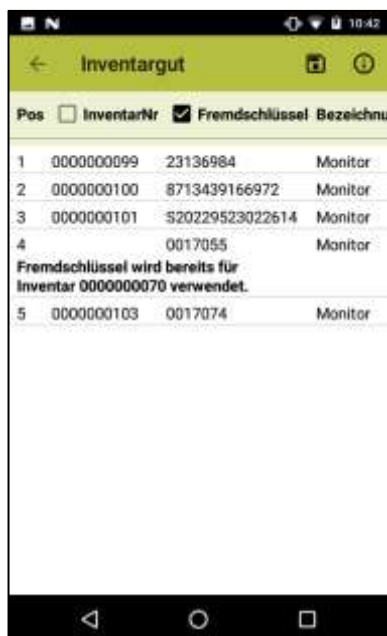 10:42
Inventargut
Pos InventarNr Fremdschlüssel Bezeichnu
1 0000000099 23136984 Monitor
2 0000000100 8713439166972 Monitor
3 0000000101 S20229523022614 Monitor
4 0017055 Monitor
Fremdschlüssel wird bereits für
Inventar 0000000070 verwendet.
5 0000000103 0017074 Monitor